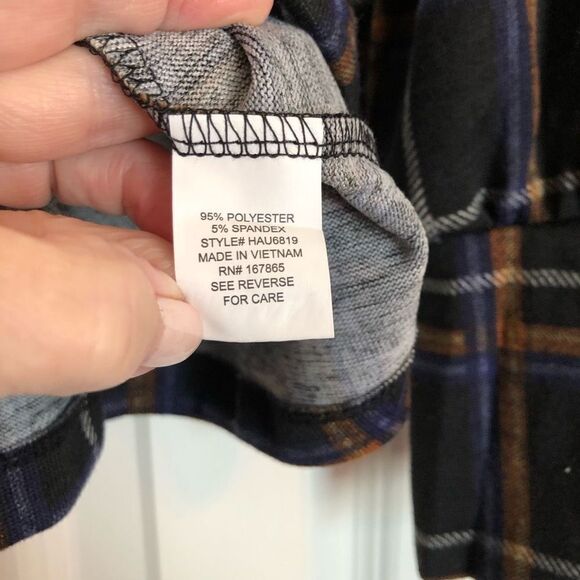 95% POLYESTER
5% SPANDEX
STYLE# HAU6819
MADE IN VIETNAM
RN# 167865
SEE REVERSE
FOR CARE